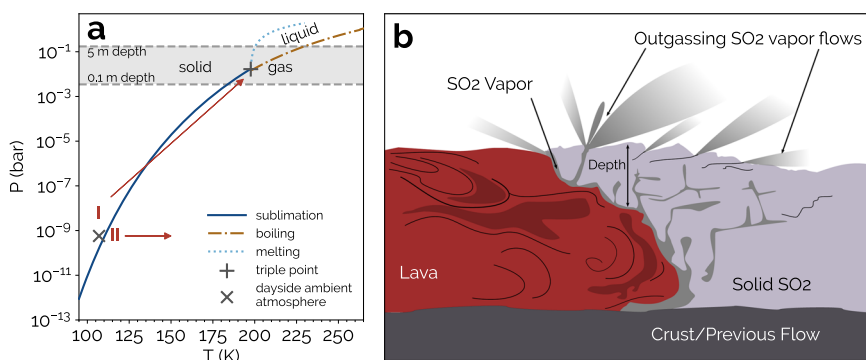 a
10⁻¹
10⁻³
10⁻⁵
10⁻⁷
10⁻⁹
10⁻¹¹
10⁻¹³
P (bar)
5 m depth
0.1 m depth
solid
gas
liquid
I
II
sublimation
boiling
melting
triple point
dayside ambient
atmosphere
100 125 150 175 200 225 250
T (K)
b
Outgassing SO2 vapor flows
SO2 Vapor
Depth
Lava
Solid SO2
Crust/Previous Flow